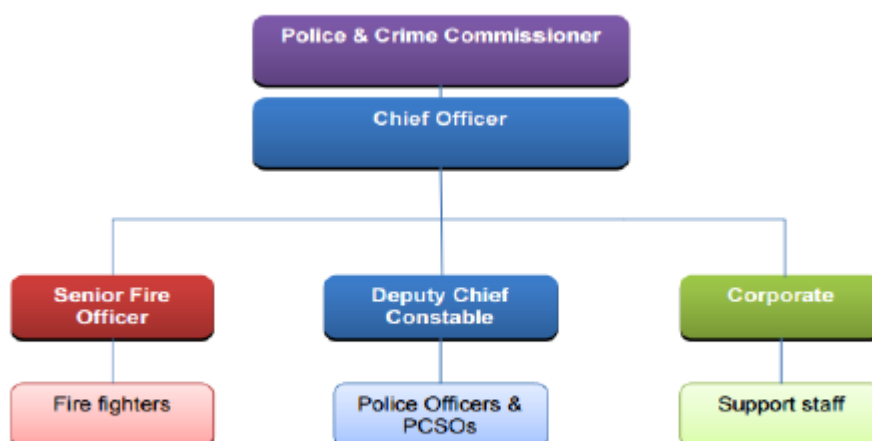 Police & Crime Commissioner
Chief Officer
Senior Fire
Officer
Deputy Chief
Constable
Corporate
Fire fighters
Police Officers &
PCSOs
Support staff